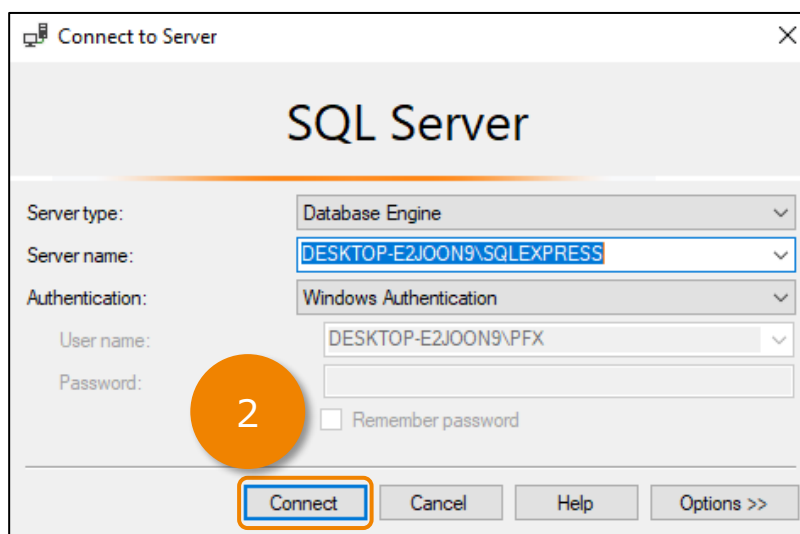 Connect to Server
SQL Server
Server type: Database Engine
Server name: DESKTOP-E2JOON9\SQLEXPRESS
Authentication: Windows Authentication
User name: DESKTOP-E2JOON9\PFX
Password:
2
Remember password
Connect Cancel Help Options >>